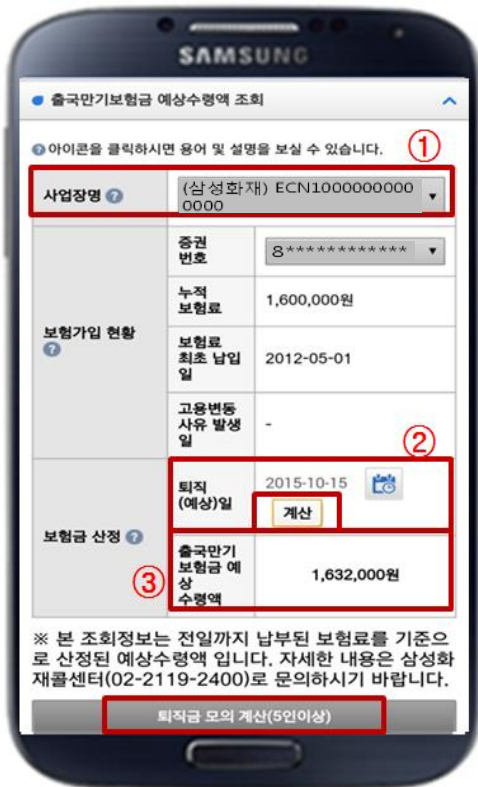 SAMSUNG
출국만기보험금 예상수령액 조회
? 아이콘을 클릭하시면 용어 및 설명을 보실 수 있습니다.
①
사업장명 ?
(삼성화재) ECN1000000000
0000
보험가입 현황
?
증권
번호
8************
누적
보험료
1,600,000원
보험료
최초 납입
일
2012-05-01
고용변동
사유 발생
일
-
②
보험금 산정 ?
퇴직
(예상)일
2015-10-15
계산
③
출국만기
보험금 예
상
수령액
1,632,000원
※ 본 조회정보는 전일까지 납부된 보험료를 기준으
로 산정된 예상수령액 입니다. 자세한 내용은 삼성화
재콜센터(02-2119-2400)로 문의하시기 바랍니다.
퇴직금 모의 계산(5인이상)